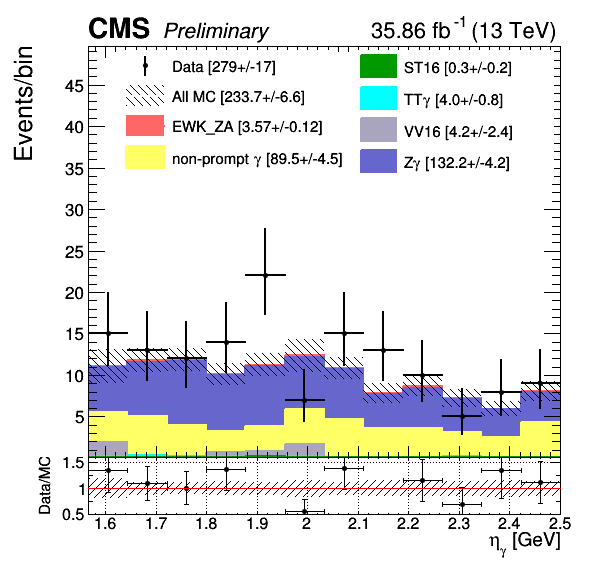 CMS Preliminary 35.86 fb⁻¹ (13 TeV)
Events/bin
Data [279+/-17]
All MC [233.7+/-6.6]
EWK_ZA [3.57+/-0.12]
non-prompt γ [89.5+/-4.5]
ST16 [0.3+/-0.2]
TTγ [4.0+/-0.8]
VV16 [4.2+/-2.4]
Zγ [132.2+/-4.2]
45
40
35
30
25
20
15
10
5
Data/MC
1.5
1
0.5
1.6 1.7 1.8 1.9 2 2.1 2.2 2.3 2.4 2.5
ηγ [GeV]